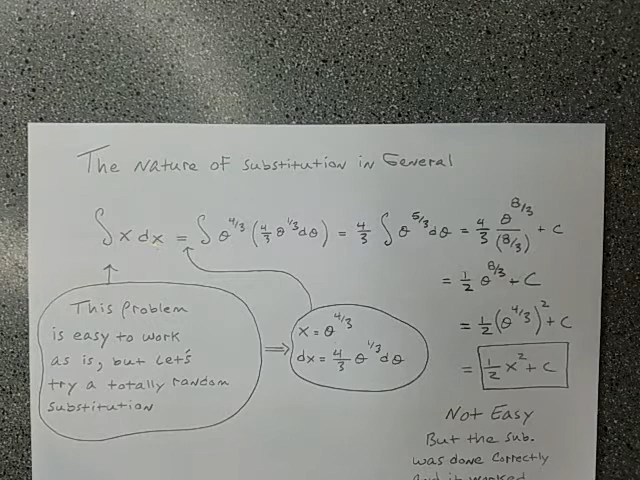 The Nature of Substitution in General
∫ x dx = ∫ θ^4/3 (4/3 θ^1/3 dθ) = 4/3 ∫ θ^5/3 dθ = 4/3 θ^8/3/(8/3) + C
= 1/2 θ^8/3 + C
= 1/2 (θ^4/3)^2 + C
= 1/2 x^2 + C
This Problem
is easy to work
as is, but Let's
try a totally random
substitution
⇒
x = θ^4/3
dx = 4/3 θ^1/3 dθ
Not Easy
But the sub.
was done correctly
And it worked